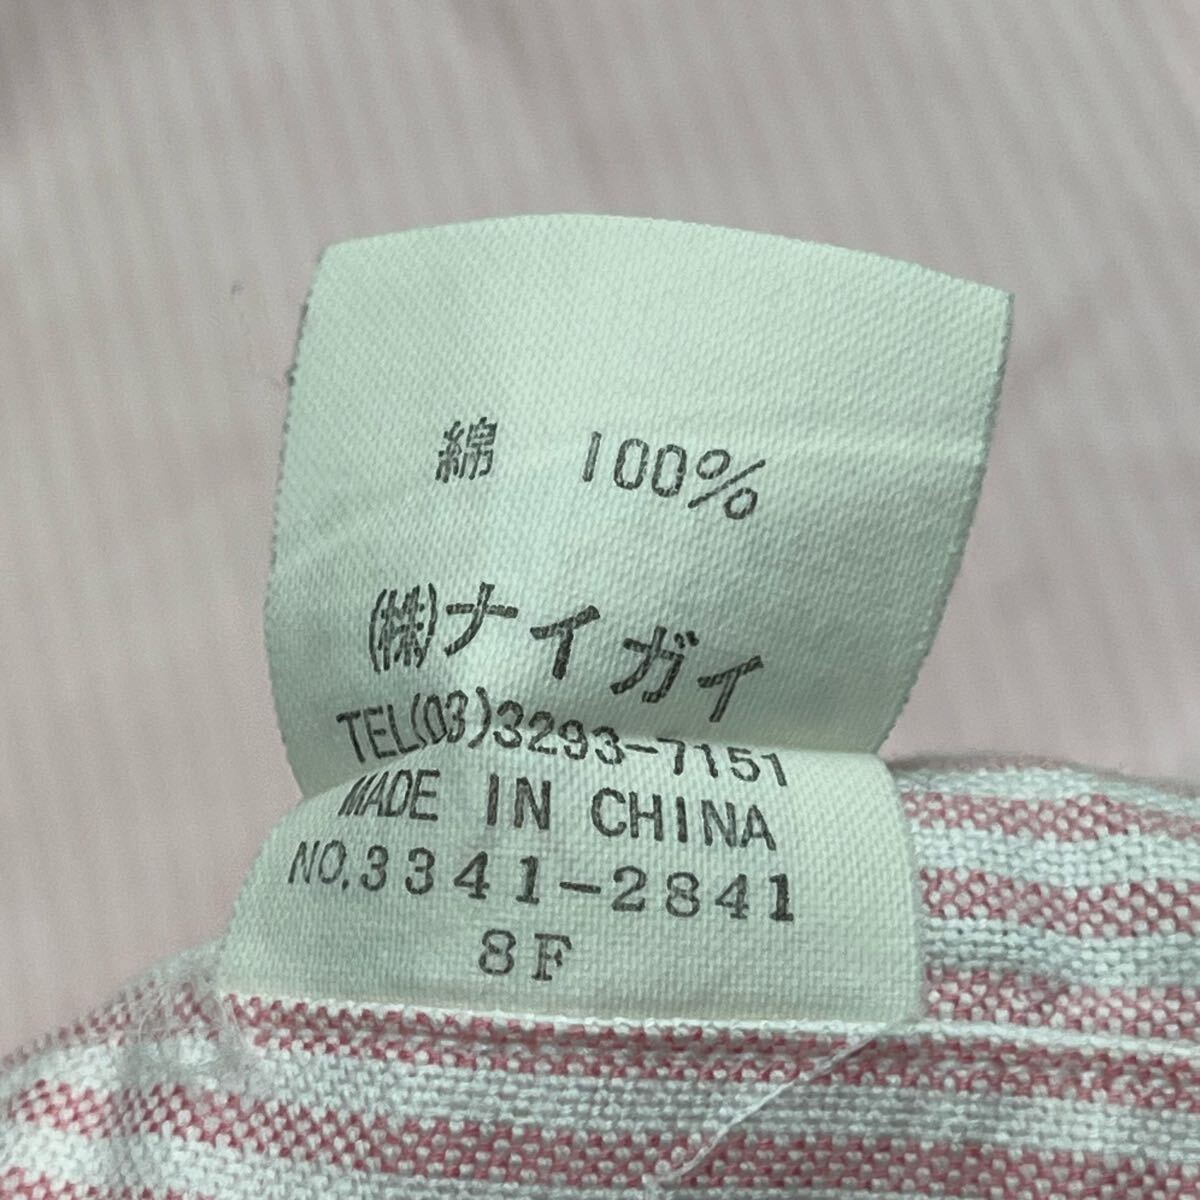 綿 100%
(株)ナイガイ
TEL(03)3293-7151
MADE IN CHINA
NO.3341-2841
8F